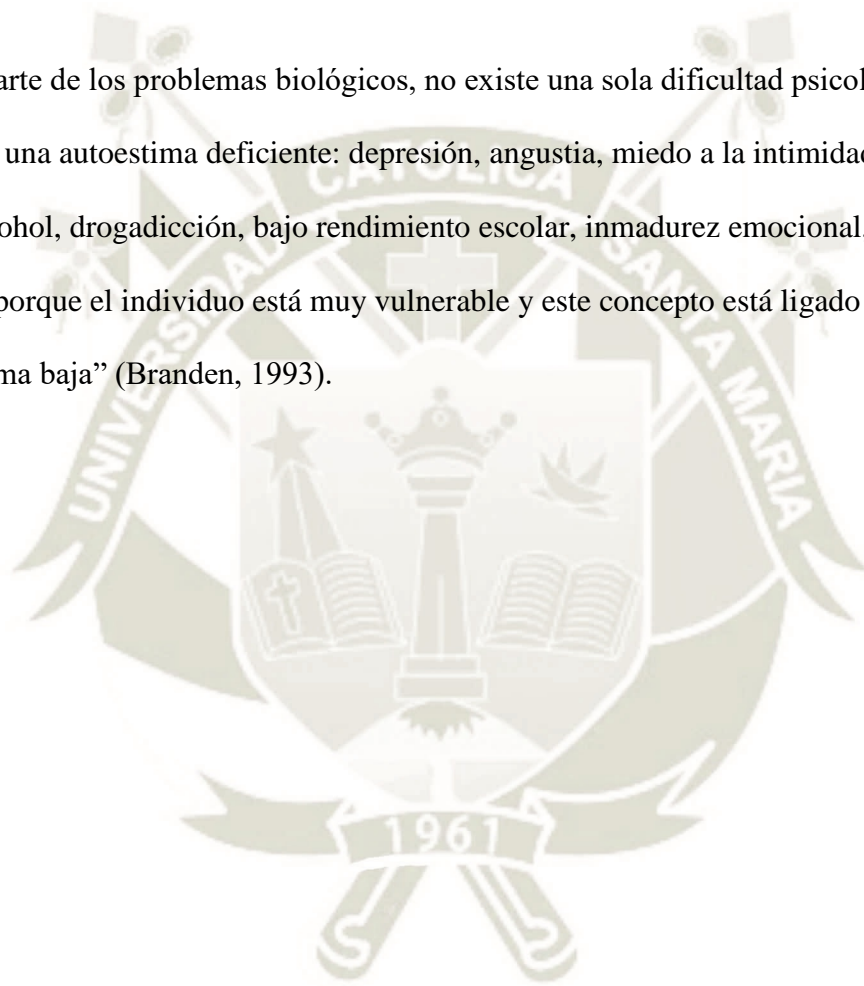 arte de los problemas biológicos, no existe una sola dificultad psicol
una autoestima deficiente: depresión, angustia, miedo a la intimidad
ohol, drogadicción, bajo rendimiento escolar, inmadurez emocional.
porque el individuo está muy vulnerable y este concepto está ligado
ma baja” (Branden, 1993).
UNIVERSIDAD CATÓLICA SANTA MARIA
1961